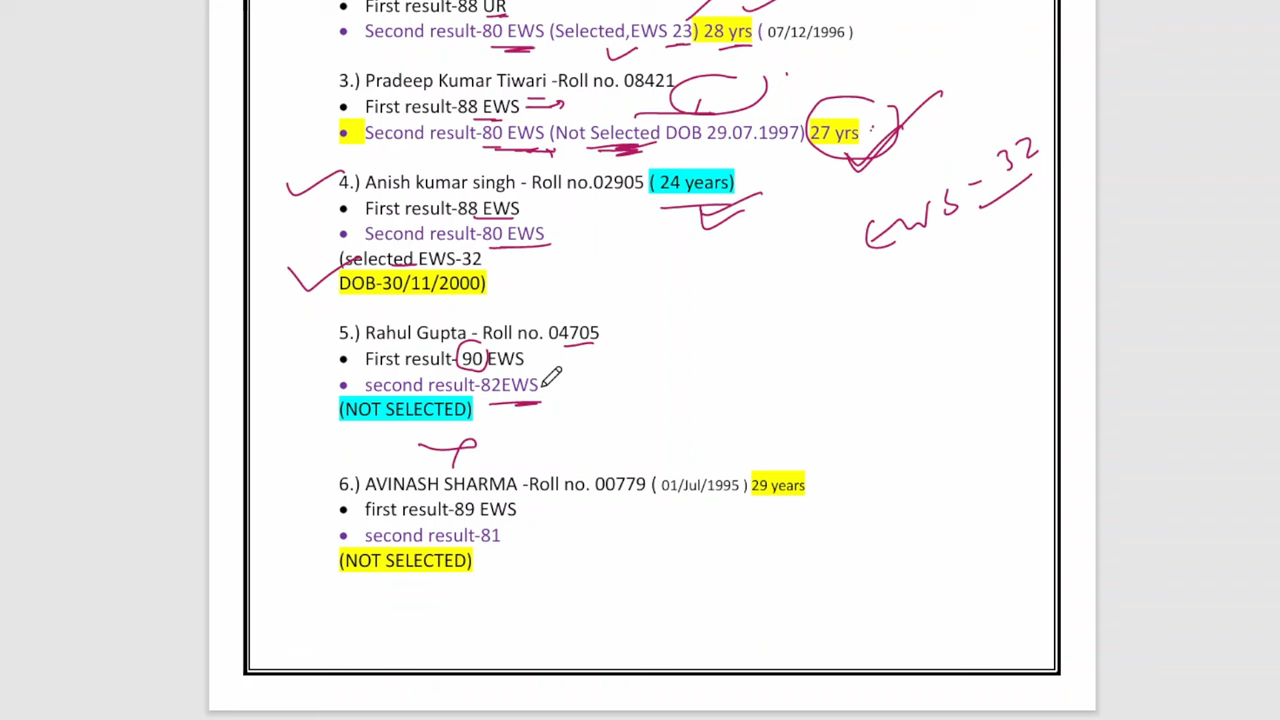 • First result-88 UR
• Second result-80 EWS (Selected,EWS 23) 28 yrs ( 07/12/1996 )
3.) Pradeep Kumar Tiwari -Roll no. 08421
• First result-88 EWS
• Second result-80 EWS (Not Selected DOB 29.07.1997) 27 yrs
EWS - 32
4.) Anish kumar singh - Roll no.02905 ( 24 years)
• First result-88 EWS
• Second result-80 EWS
(selected EWS-32
DOB-30/11/2000)
5.) Rahul Gupta - Roll no. 04705
• First result- 90 EWS
• second result-82EWS
(NOT SELECTED)
6.) AVINASH SHARMA -Roll no. 00779 ( 01/Jul/1995 ) 29 years
• first result-89 EWS
• second result-81
(NOT SELECTED)